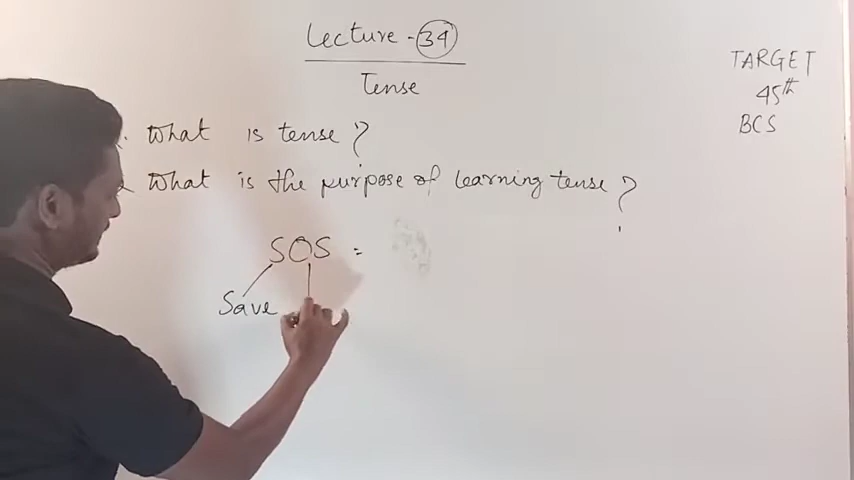 Lecture - 34
Tense
TARGET
45th
BCS
. What is tense?
What is the purpose of learning tense?
SOS =
Save